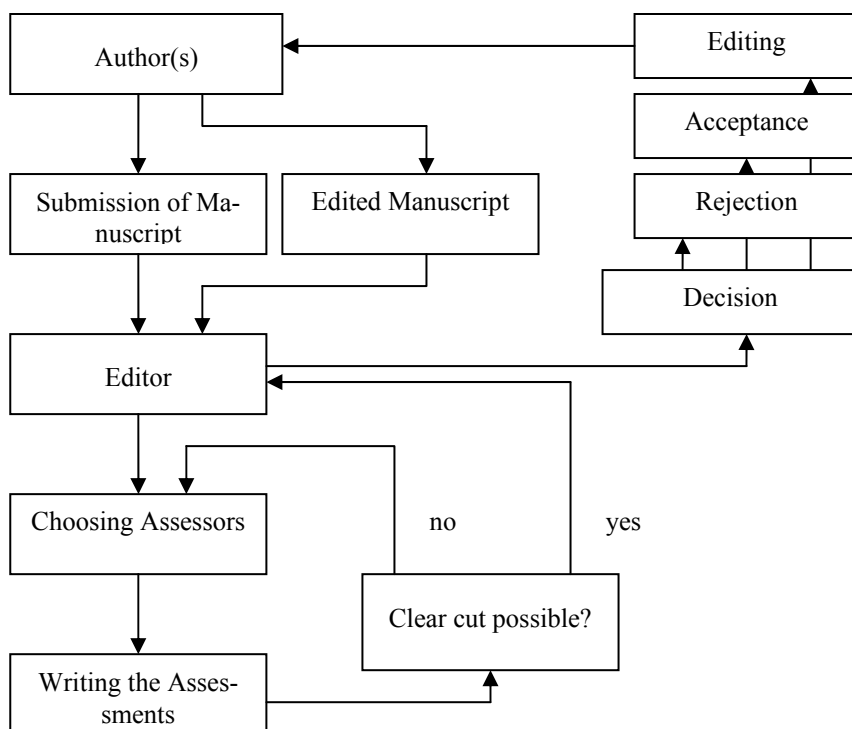 Author(s)
Editing
Acceptance
Submission of Ma-
nuscript
Edited Manuscript
Rejection
Decision
Editor
Choosing Assessors
no
yes
Clear cut possible?
Writing the Asses-
sments